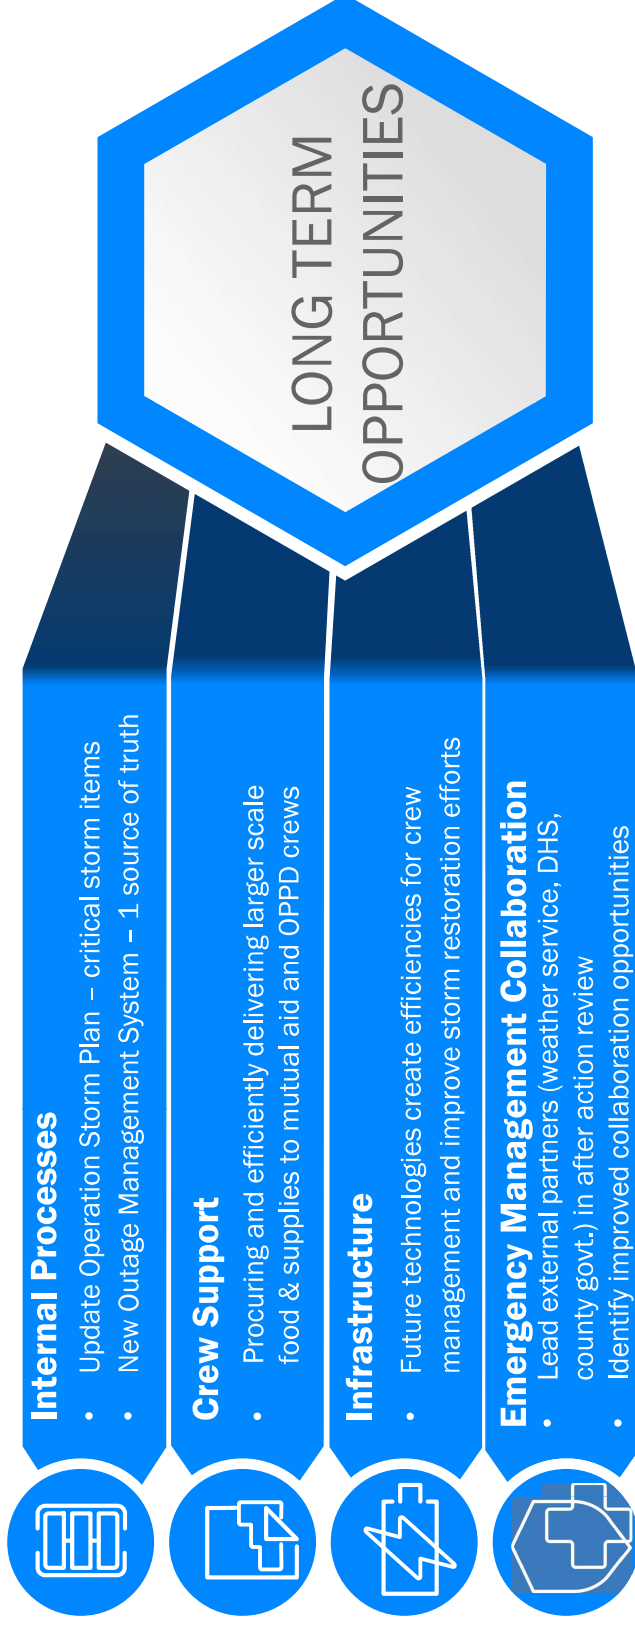 LONG TERM
OPPORTUNITIES
Internal Processes
• Update Operation Storm Plan – critical storm items
• New Outage Management System – 1 source of truth
Crew Support
• Procuring and efficiently delivering larger scale
food & supplies to mutual aid and OPPD crews
Infrastructure
• Future technologies create efficiencies for crew
management and improve storm restoration efforts
Emergency Management Collaboration
• Lead external partners (weather service, DHS,
county govt.) in after action review
• Identify improved collaboration opportunities